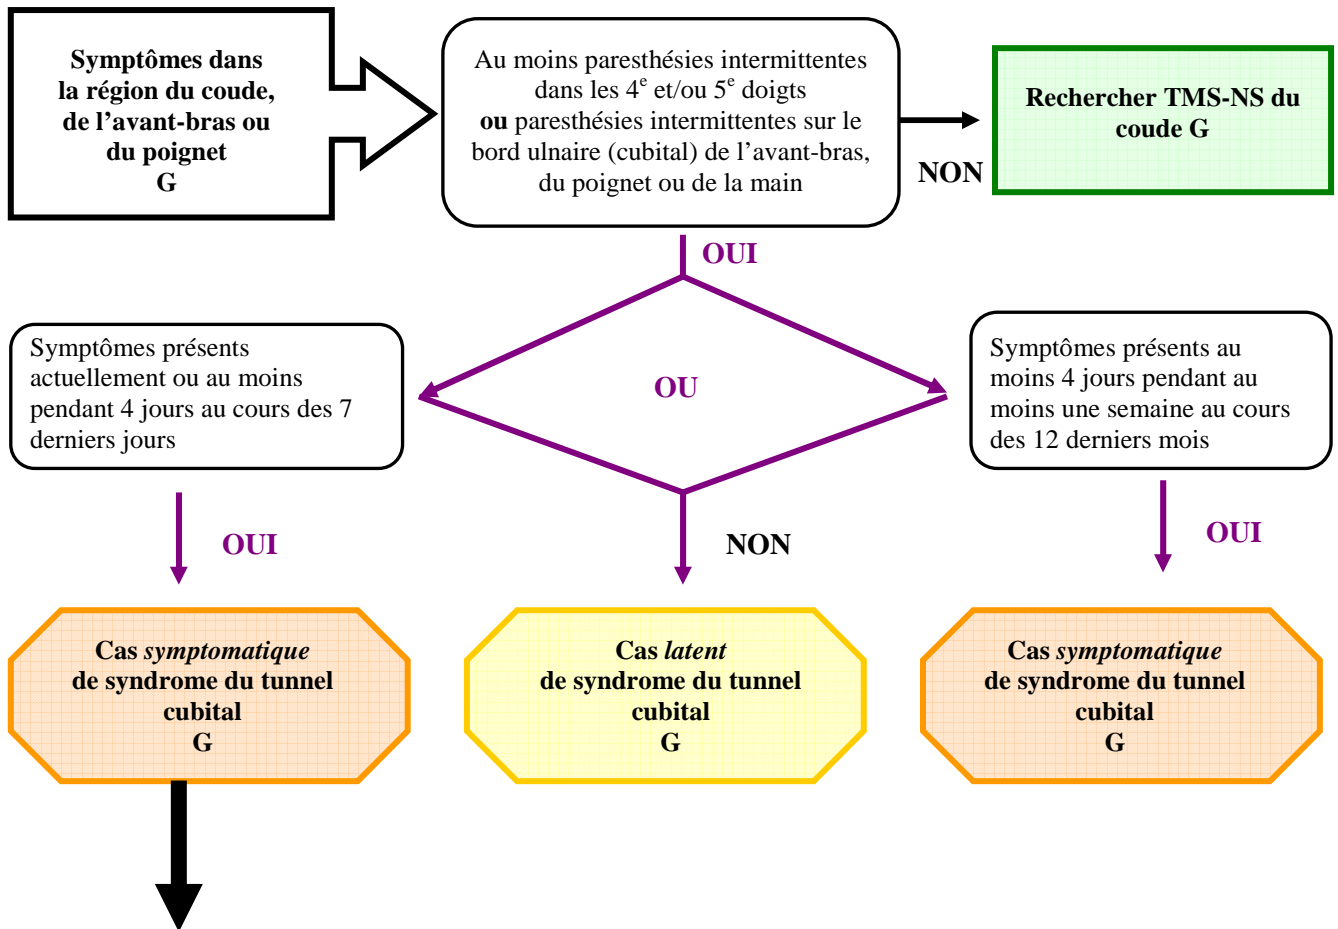 Symptômes dans
la région du coude,
de l’avant-bras ou
du poignet
G
Au moins paresthésies intermittentes
dans les 4e et/ou 5e doigts
ou paresthésies intermittentes sur le
bord ulnaire (cubital) de l’avant-bras,
du poignet ou de la main
NON
Rechercher TMS-NS du
coude G
OUI
Symptômes présents
actuellement ou au moins
pendant 4 jours au cours des 7
derniers jours
OU
Symptômes présents au
moins 4 jours pendant au
moins une semaine au cours
des 12 derniers mois
OUI
NON
OUI
Cas symptomatique
de syndrome du tunnel
cubital
G
Cas latent
de syndrome du tunnel
cubital
G
Cas symptomatique
de syndrome du tunnel
cubital
G